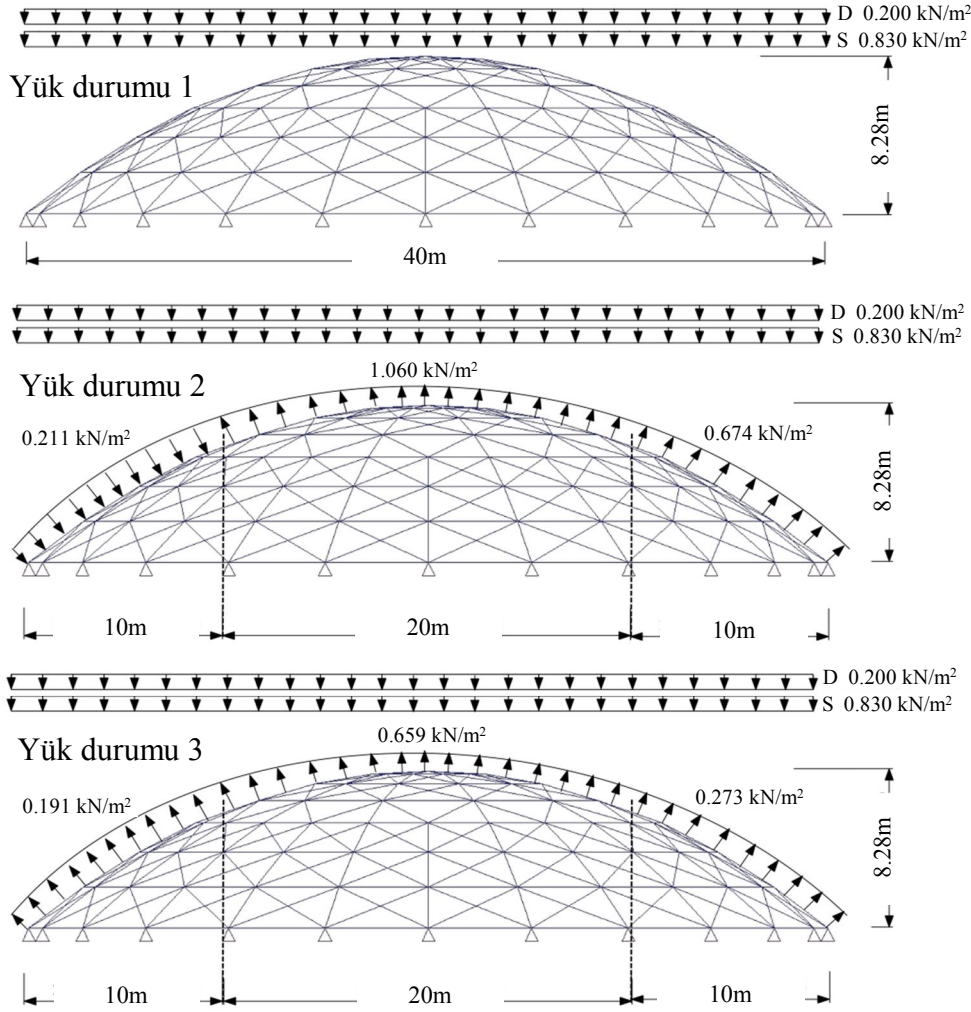 D 0.200 kN/m²
S 0.830 kN/m²
Yük durumu 1
8.28m
40m
D 0.200 kN/m²
S 0.830 kN/m²
Yük durumu 2
1.060 kN/m²
0.211 kN/m²
0.674 kN/m²
8.28m
10m
20m
10m
D 0.200 kN/m²
S 0.830 kN/m²
Yük durumu 3
0.659 kN/m²
0.191 kN/m²
0.273 kN/m²
8.28m
10m
20m
10m